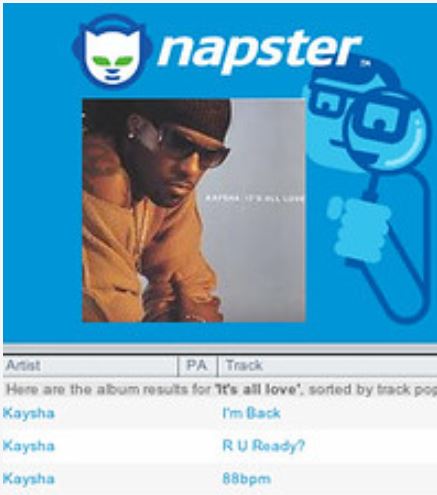 napster™
KAYSHA IT'S ALL LOVE
Artist PA Track
Here are the album results for "It's all love", sorted by track pop
Kaysha I'm Back
Kaysha R U Ready?
Kaysha 88bpm